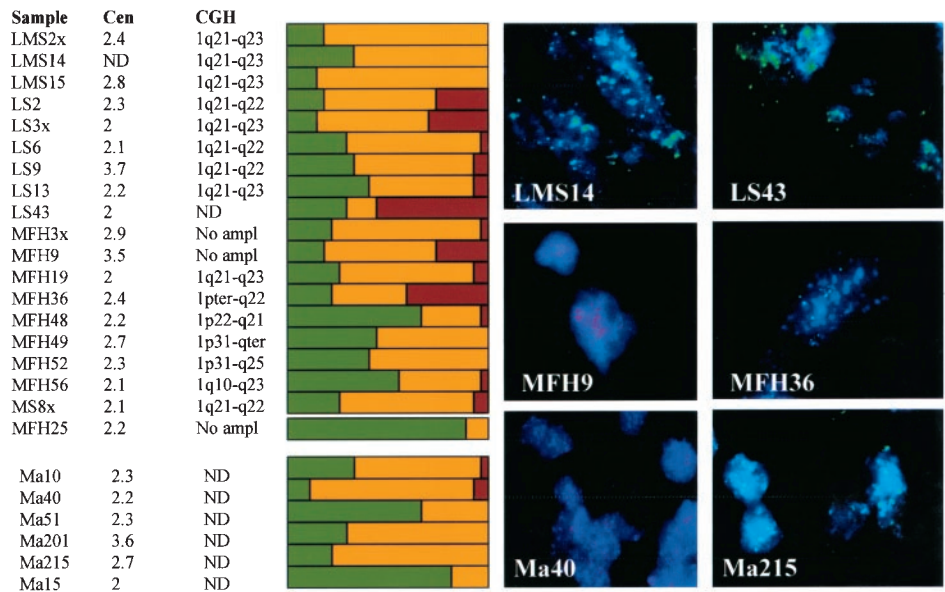 Sample Cen CGH
LMS2x 2.4 1q21-q23
LMS14 ND 1q21-q23
LMS15 2.8 1q21-q23
LS2 2.3 1q21-q22
LS3x 2 1q21-q23
LS6 2.1 1q21-q22
LS9 3.7 1q21-q22
LS13 2.2 1q21-q23
LS43 2 ND
MFH3x 2.9 No ampl
MFH9 3.5 No ampl
MFH19 2 1q21-q23
MFH36 2.4 1pter-q22
MFH48 2.2 1p22-q21
MFH49 2.7 1p31-qter
MFH52 2.3 1p31-q25
MFH56 2.1 1q10-q23
MS8x 2.1 1q21-q22
MFH25 2.2 No ampl
Ma10 2.3 ND
Ma40 2.2 ND
Ma51 2.3 ND
Ma201 3.6 ND
Ma215 2.7 ND
Ma15 2 ND
LMS14
LS43
MFH9
MFH36
Ma40
Ma215